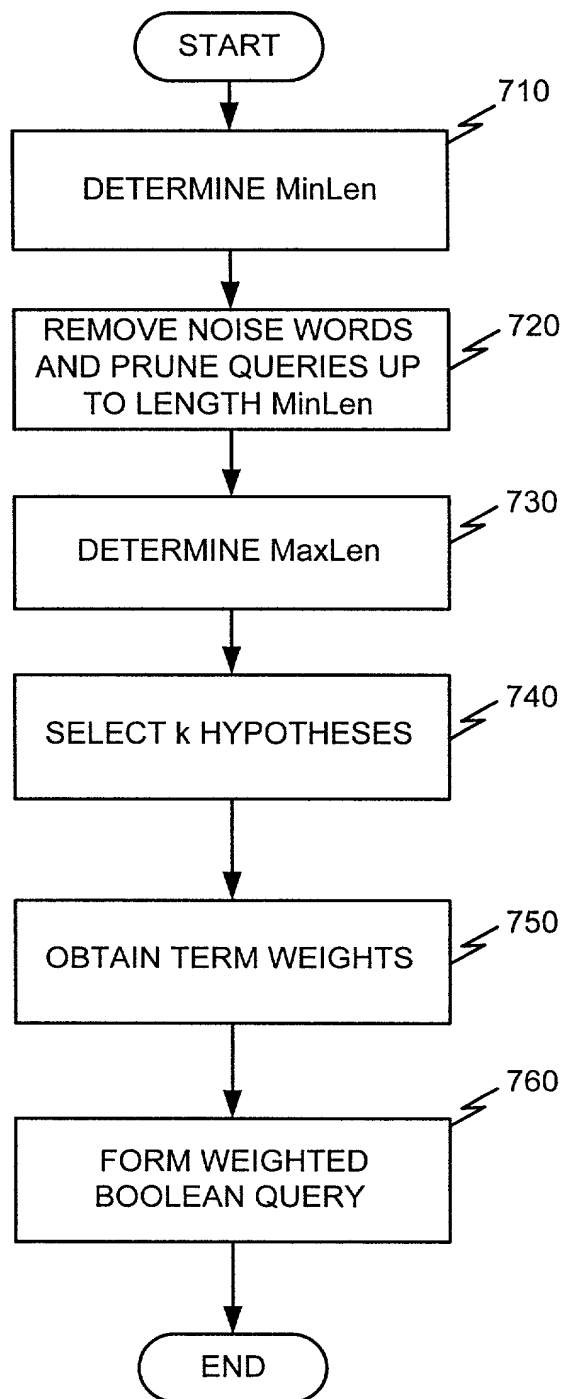 START
710
DETERMINE MinLen
720
REMOVE NOISE WORDS
AND PRUNE QUERIES UP
TO LENGTH MinLen
730
DETERMINE MaxLen
740
SELECT k HYPOTHESES
750
OBTAIN TERM WEIGHTS
760
FORM WEIGHTED
BOOLEAN QUERY
END